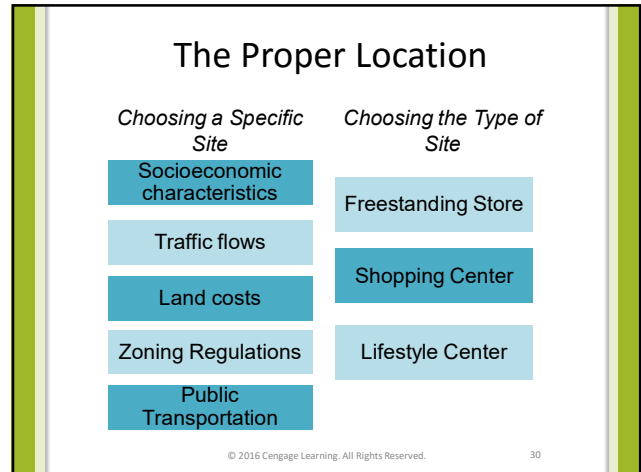 The Proper Location
Choosing a Specific
Site
Socioeconomic
characteristics
Traffic flows
Land costs
Zoning Regulations
Public
Transportation
Choosing the Type of
Site
Freestanding Store
Shopping Center
Lifestyle Center
© 2016 Cengage Learning. All Rights Reserved.
30